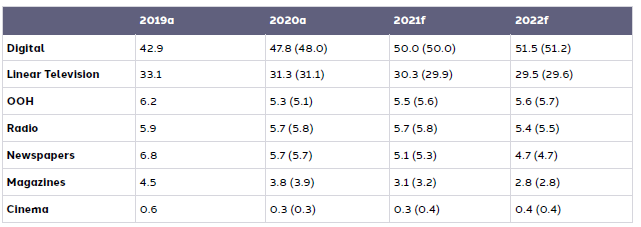 2019a 2020a 2021f 2022f
Digital 42.9 47.8 (48.0) 50.0 (50.0) 51.5 (51.2)
Linear Television 33.1 31.3 (31.1) 30.3 (29.9) 29.5 (29.6)
OOH 6.2 5.3 (5.1) 5.5 (5.6) 5.6 (5.7)
Radio 5.9 5.7 (5.8) 5.7 (5.8) 5.4 (5.5)
Newspapers 6.8 5.7 (5.7) 5.1 (5.3) 4.7 (4.7)
Magazines 4.5 3.8 (3.9) 3.1 (3.2) 2.8 (2.8)
Cinema 0.6 0.3 (0.3) 0.3 (0.4) 0.4 (0.4)